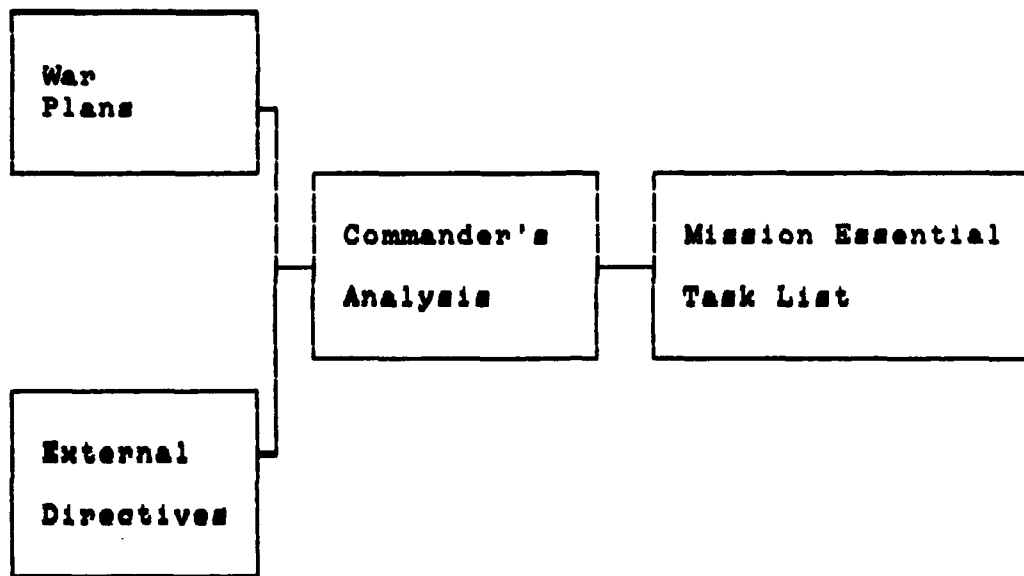 War
Plans
Commander's
Analysis
Mission Essential
Task List
External
Directives